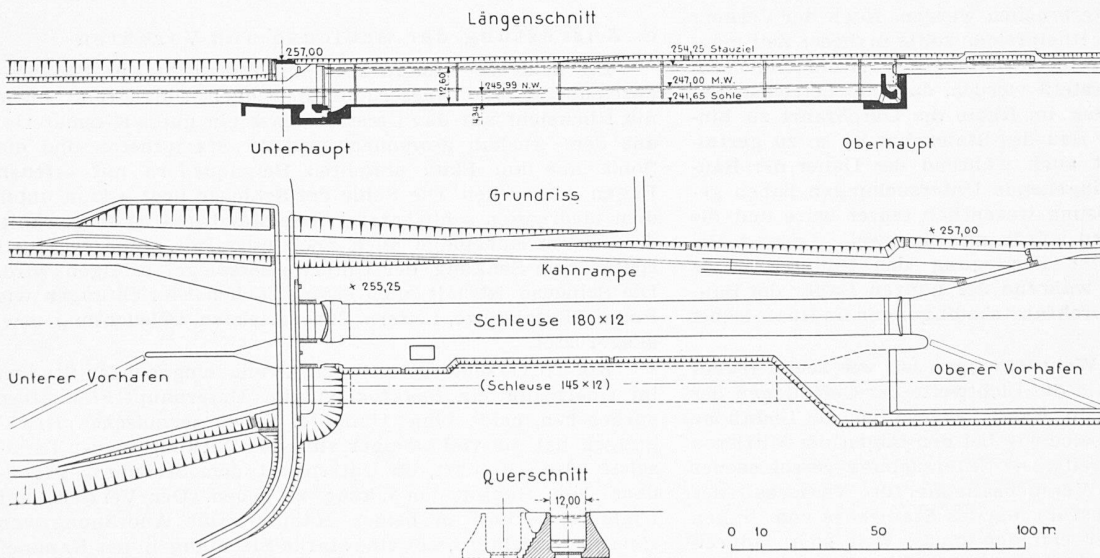 Längenschnitt
257,00
254,25 Stauziel
12,60
245,99 N.W.
247,00 M.W.
241,65 Sohle
4,34
Unterhaupt
Oberhaupt
Grundriss
+ 257,00
Kahnrampe
+ 255,25
Schleuse 180×12
Unterer Vorhafen
(Schleuse 145×12)
Oberer Vorhafen
Querschnitt
12,00
0 10 50 100 m